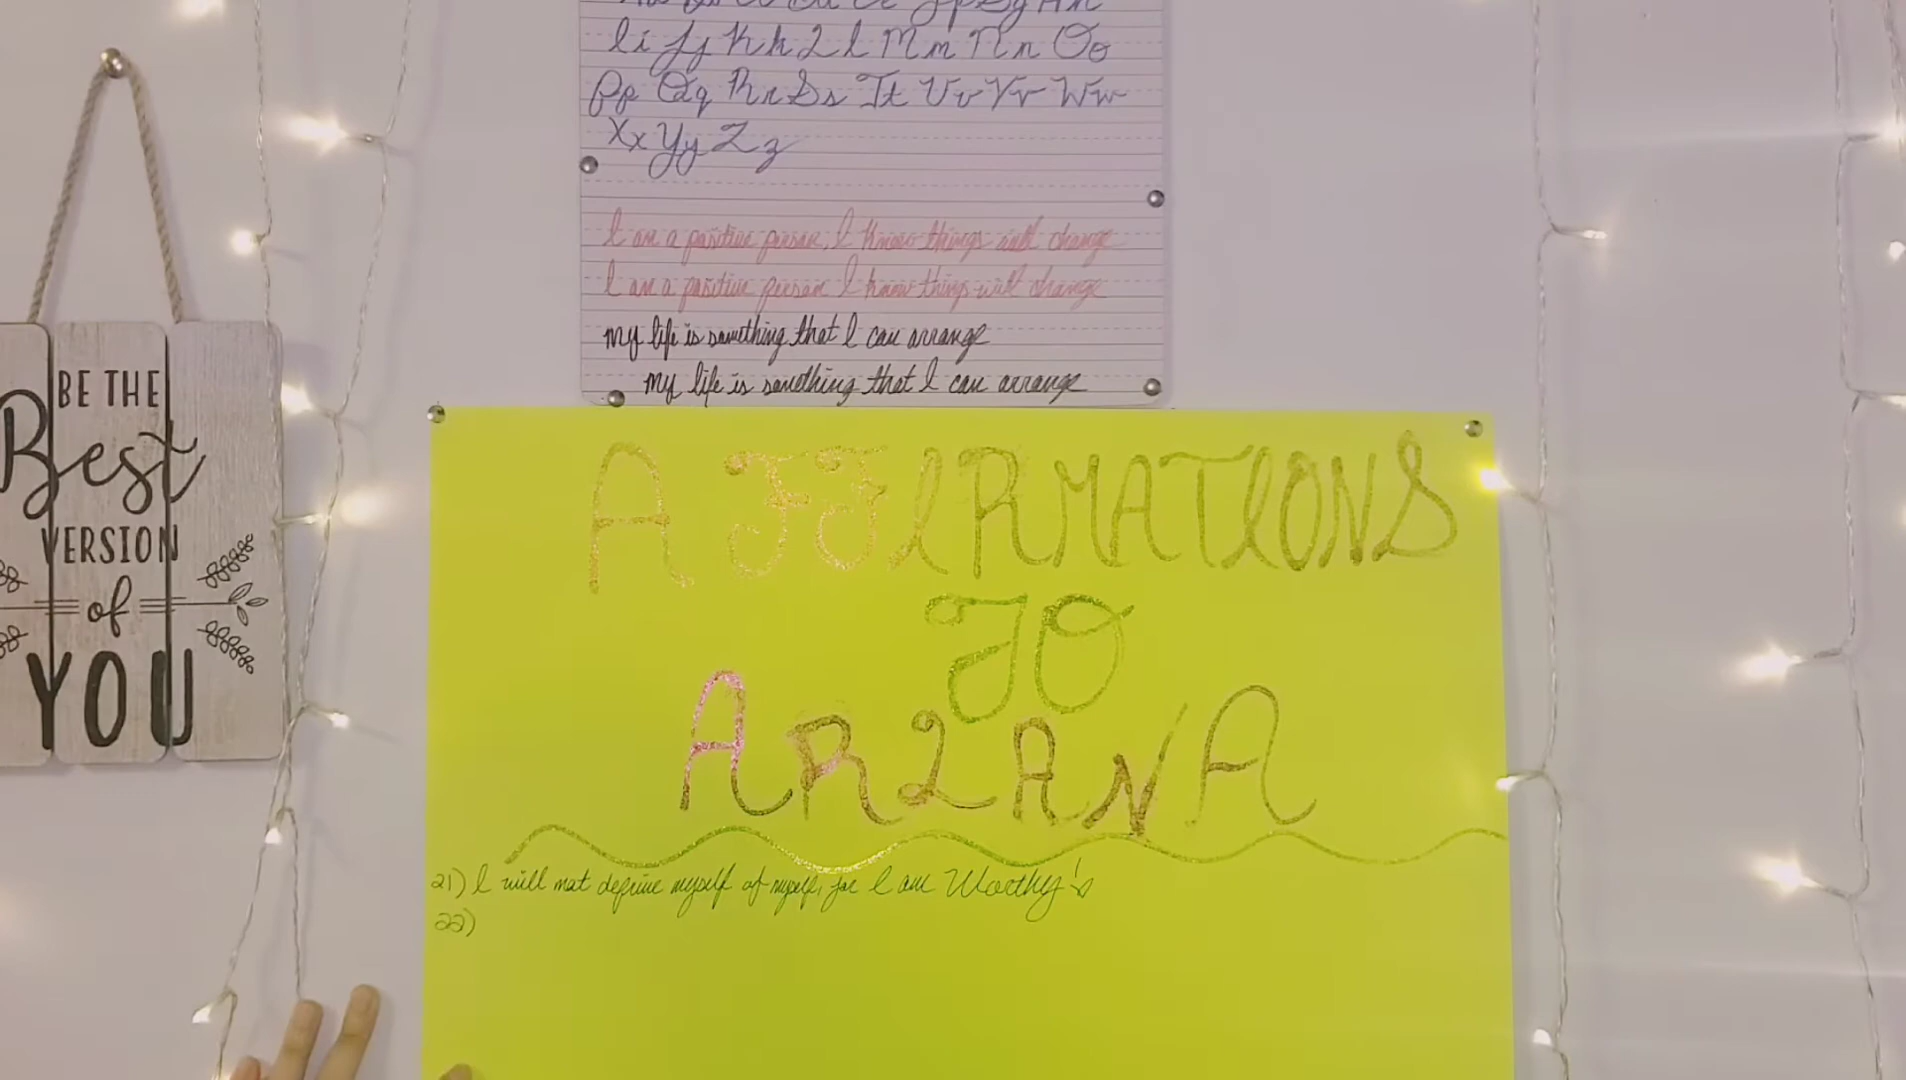 Ii Jj Kk Ll Mm Nn Oo
Pp Qq Rr Ss Tt Uu Vv Ww
Xx Yy Zz
I am a positive person, I know things will change
I am a positive person I know things will change
my life is something that I can arrange
my life is something that I can arrange
BE THE
Best
VERSION
of
YOU
AFFIRMATIONS
TO
ARIANA
21) I will not deprive myself of myself, for I am Worthy!
22)